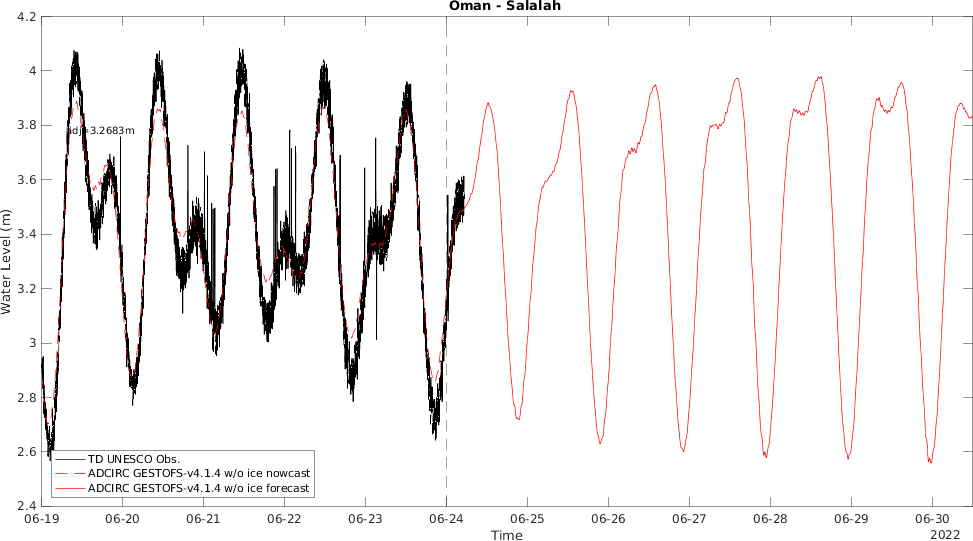 Oman - Salalah
4.2
4
3.8
3.6
3.4
3.2
3
2.8
2.6
2.4
Water Level (m)
adj=3.2683m
TD UNESCO Obs.
ADCIRC GESTOFS-v4.1.4 w/o ice nowcast
ADCIRC GESTOFS-v4.1.4 w/o ice forecast
06-19 06-20 06-21 06-22 06-23 06-24 06-25 06-26 06-27 06-28 06-29 06-30
Time
2022